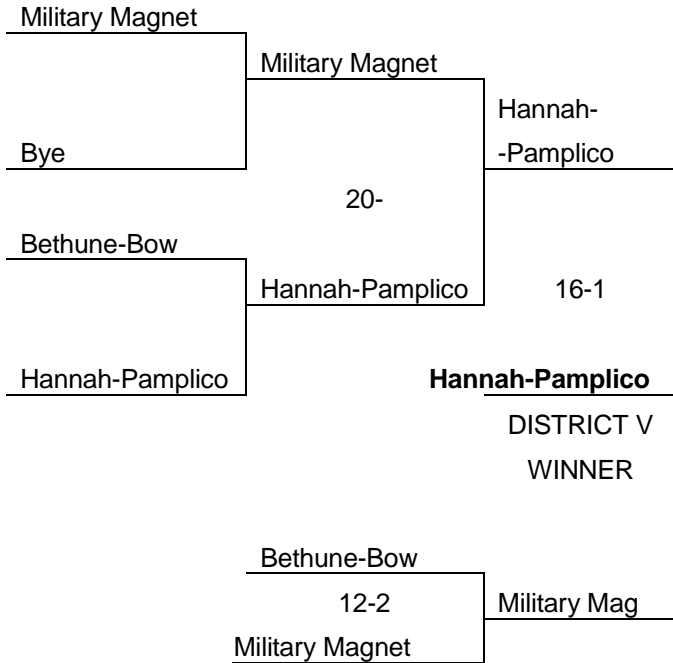 Military Magnet
Military Magnet
Hannah-
Bye
-Pamplico
20-
Bethune-Bow
Hannah-Pamplico
16-1
Hannah-Pamplico
Hannah-Pamplico
DISTRICT V
WINNER
Bethune-Bow
12-2
Military Mag
Military Magnet